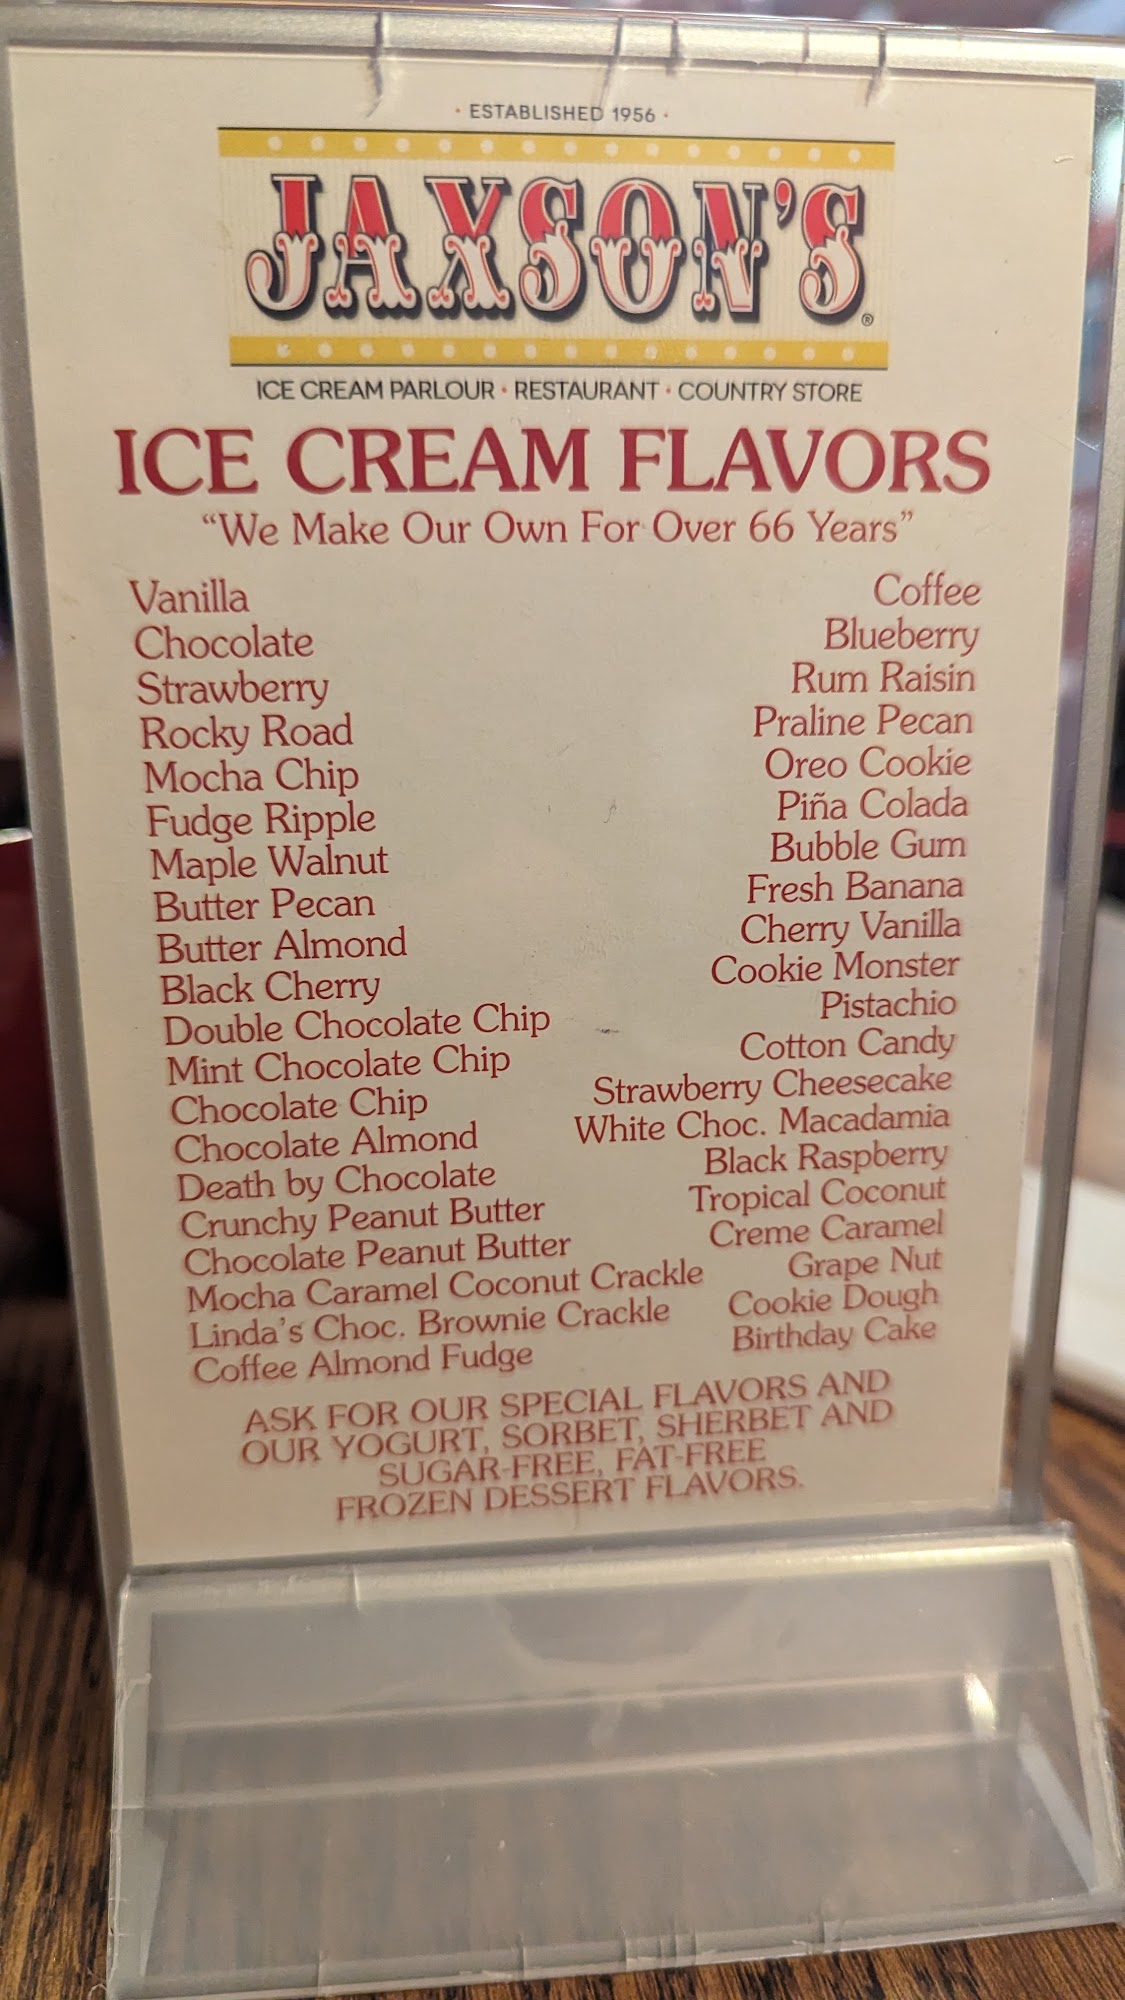 · ESTABLISHED 1956 ·
JAXSON'S®
ICE CREAM PARLOUR · RESTAURANT · COUNTRY STORE
ICE CREAM FLAVORS
“We Make Our Own For Over 66 Years”
Vanilla
Chocolate
Strawberry
Rocky Road
Mocha Chip
Fudge Ripple
Maple Walnut
Butter Pecan
Butter Almond
Black Cherry
Double Chocolate Chip
Mint Chocolate Chip
Chocolate Chip
Chocolate Almond
Death by Chocolate
Crunchy Peanut Butter
Chocolate Peanut Butter
Mocha Caramel Coconut Crackle
Linda's Choc. Brownie Crackle
Coffee Almond Fudge
Coffee
Blueberry
Rum Raisin
Praline Pecan
Oreo Cookie
Piña Colada
Bubble Gum
Fresh Banana
Cherry Vanilla
Cookie Monster
Pistachio
Cotton Candy
Strawberry Cheesecake
White Choc. Macadamia
Black Raspberry
Tropical Coconut
Creme Caramel
Grape Nut
Cookie Dough
Birthday Cake
ASK FOR OUR SPECIAL FLAVORS AND
OUR YOGURT, SORBET, SHERBET AND
SUGAR-FREE, FAT-FREE
FROZEN DESSERT FLAVORS.